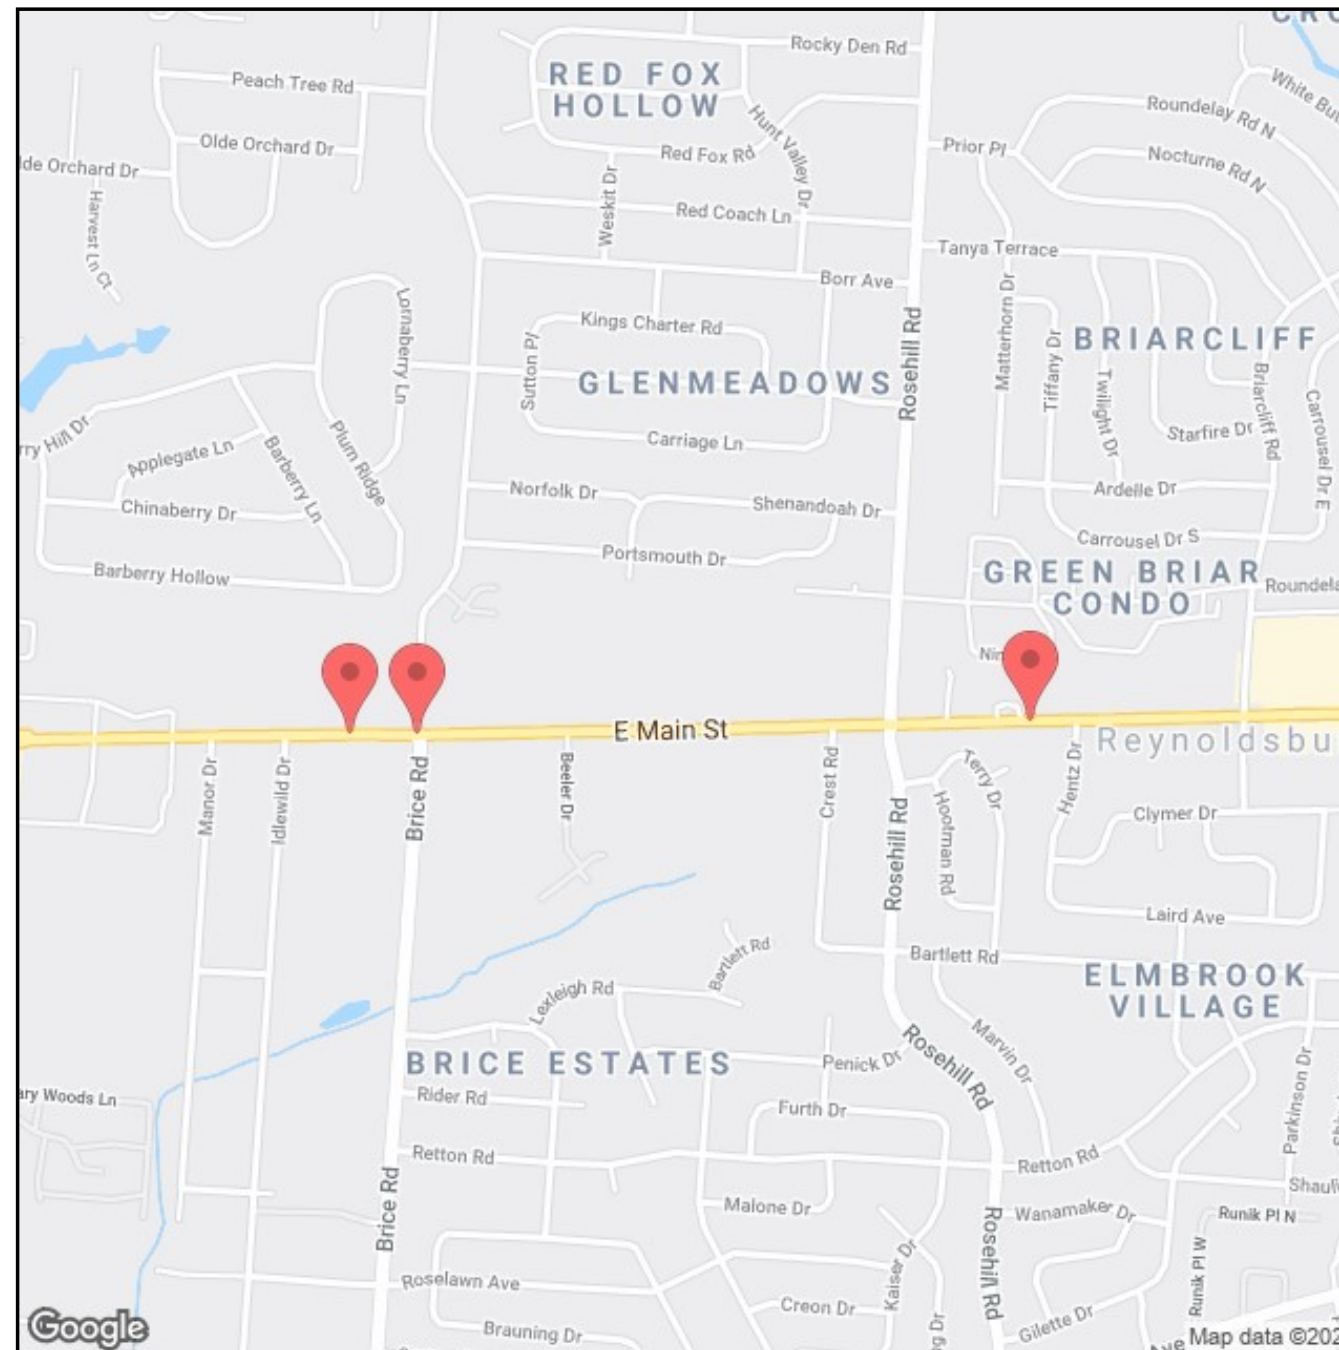 Rocky Den Rd
RED FOX
HOLLOW
Peach Tree Rd
Roundelay Rd N
Hunt Valley Dr
Olde Orchard Dr
Prior Pl
Red Fox Rd
Nocturne Rd N
Weskit Dr
Harvest Ln Ct
Red Coach Ln
Tanya Terrace
Borr Ave
Matterhorn Dr
Lornaberry Ln
Kings Charter Rd
Rosehill Rd
Tiffany Dr
BRIARCLIFF
Sutton Pl
GLENMEADOWS
Twilight Dr
Briarcliff Rd
Carrousel Dr E
Starfire Dr
Carriage Ln
Plum Ridge
Applegate Ln
Barberry Ln
Norfolk Dr
Ardelle Dr
Shenandoah Dr
Chinaberry Dr
Carrousel Dr S
Portsmouth Dr
GREEN BRIAR
CONDO
Barberry Hollow
E Main St
Manor Dr
Idlewild Dr
Brice Rd
Beeler Dr
Crest Rd
Rosehill Rd
Terry Dr
Hootman Rd
Hentz Dr
Clymer Dr
Laird Ave
Bartlett Rd
Bartlett Rd
ELMBROOK
VILLAGE
Lexleigh Rd
Marvin Dr
BRICE ESTATES
Penick Dr
Rosehill Rd
Parkinson Dr
Rider Rd
Furth Dr
Retton Rd
Retton Rd
Brice Rd
Malone Dr
Wanamaker Dr
Runik Pl N
Rosehill Rd
Runik Pl W
Kaiser Dr
Roselawn Ave
Creon Dr
Gilette Dr
Brauning Dr
Google
Map data ©202